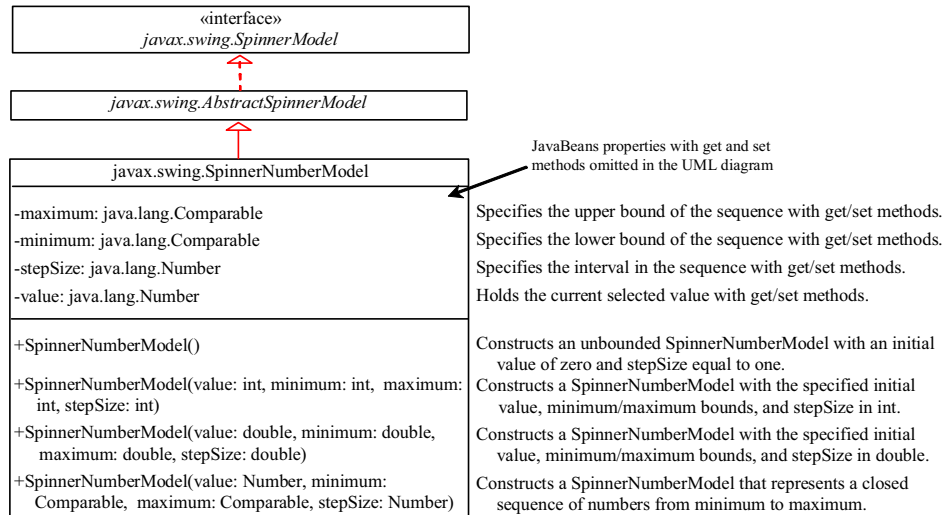 «interface»
javax.swing.SpinnerModel
javax.swing.AbstractSpinnerModel
JavaBeans properties with get and set
methods omitted in the UML diagram
javax.swing.SpinnerNumberModel
-maximum: java.lang.Comparable
Specifies the upper bound of the sequence with get/set methods.
-minimum: java.lang.Comparable
Specifies the lower bound of the sequence with get/set methods.
-stepSize: java.lang.Number
Specifies the interval in the sequence with get/set methods.
-value: java.lang.Number
Holds the current selected value with get/set methods.
+SpinnerNumberModel()
Constructs an unbounded SpinnerNumberModel with an initial
value of zero and stepSize equal to one.
+SpinnerNumberModel(value: int, minimum: int, maximum:
int, stepSize: int)
Constructs a SpinnerNumberModel with the specified initial
value, minimum/maximum bounds, and stepSize in int.
+SpinnerNumberModel(value: double, minimum: double,
maximum: double, stepSize: double)
Constructs a SpinnerNumberModel with the specified initial
value, minimum/maximum bounds, and stepSize in double.
+SpinnerNumberModel(value: Number, minimum:
Comparable, maximum: Comparable, stepSize: Number)
Constructs a SpinnerNumberModel that represents a closed
sequence of numbers from minimum to maximum.